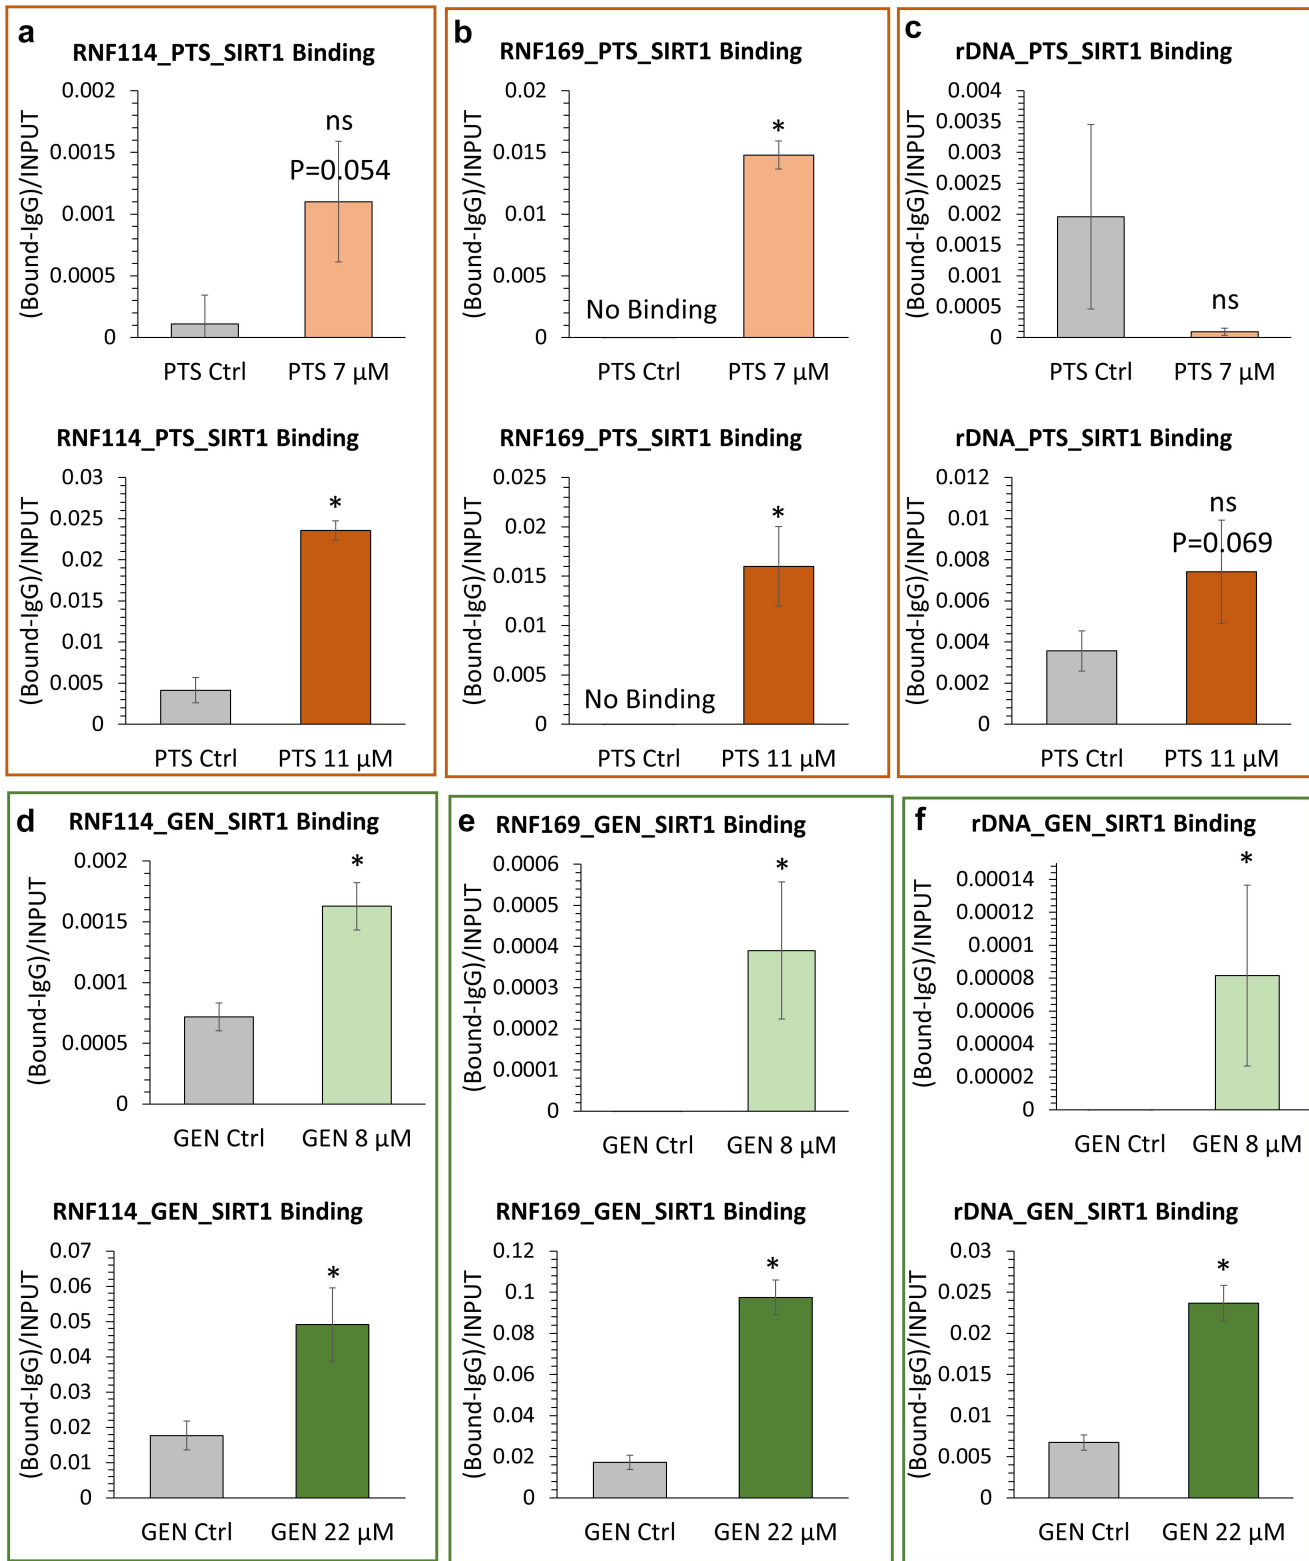 a
RNF114_PTS_SIRT1 Binding
(Bound-IgG)/INPUT
0.002
0.0015
0.001
0.0005
0
ns
P=0.054
PTS Ctrl PTS 7 µM
RNF114_PTS_SIRT1 Binding
(Bound-IgG)/INPUT
0.03
0.025
0.02
0.015
0.01
0.005
0
*
PTS Ctrl PTS 11 µM
b
RNF169_PTS_SIRT1 Binding
(Bound-IgG)/INPUT
0.02
0.015
0.01
0.005
0
*
No Binding
PTS Ctrl PTS 7 µM
RNF169_PTS_SIRT1 Binding
(Bound-IgG)/INPUT
0.025
0.02
0.015
0.01
0.005
0
*
No Binding
PTS Ctrl PTS 11 µM
c
rDNA_PTS_SIRT1 Binding
(Bound-IgG)/INPUT
0.004
0.0035
0.003
0.0025
0.002
0.0015
0.001
0.0005
0
ns
PTS Ctrl PTS 7 µM
rDNA_PTS_SIRT1 Binding
(Bound-IgG)/INPUT
0.012
0.01
0.008
0.006
0.004
0.002
0
ns
P=0.069
PTS Ctrl PTS 11 µM
d
RNF114_GEN_SIRT1 Binding
(Bound-IgG)/INPUT
0.002
0.0015
0.001
0.0005
0
*
GEN Ctrl GEN 8 µM
RNF114_GEN_SIRT1 Binding
(Bound-IgG)/INPUT
0.07
0.06
0.05
0.04
0.03
0.02
0.01
0
*
GEN Ctrl GEN 22 µM
e
RNF169_GEN_SIRT1 Binding
(Bound-IgG)/INPUT
0.0006
0.0005
0.0004
0.0003
0.0002
0.0001
0
*
GEN Ctrl GEN 8 µM
RNF169_GEN_SIRT1 Binding
(Bound-IgG)/INPUT
0.12
0.1
0.08
0.06
0.04
0.02
0
*
GEN Ctrl GEN 22 µM
f
rDNA_GEN_SIRT1 Binding
(Bound-IgG)/INPUT
0.00014
0.00012
0.0001
0.00008
0.00006
0.00004
0.00002
0
*
GEN Ctrl GEN 8 µM
rDNA_GEN_SIRT1 Binding
(Bound-IgG)/INPUT
0.03
0.025
0.02
0.015
0.01
0.005
0
*
GEN Ctrl GEN 22 µM